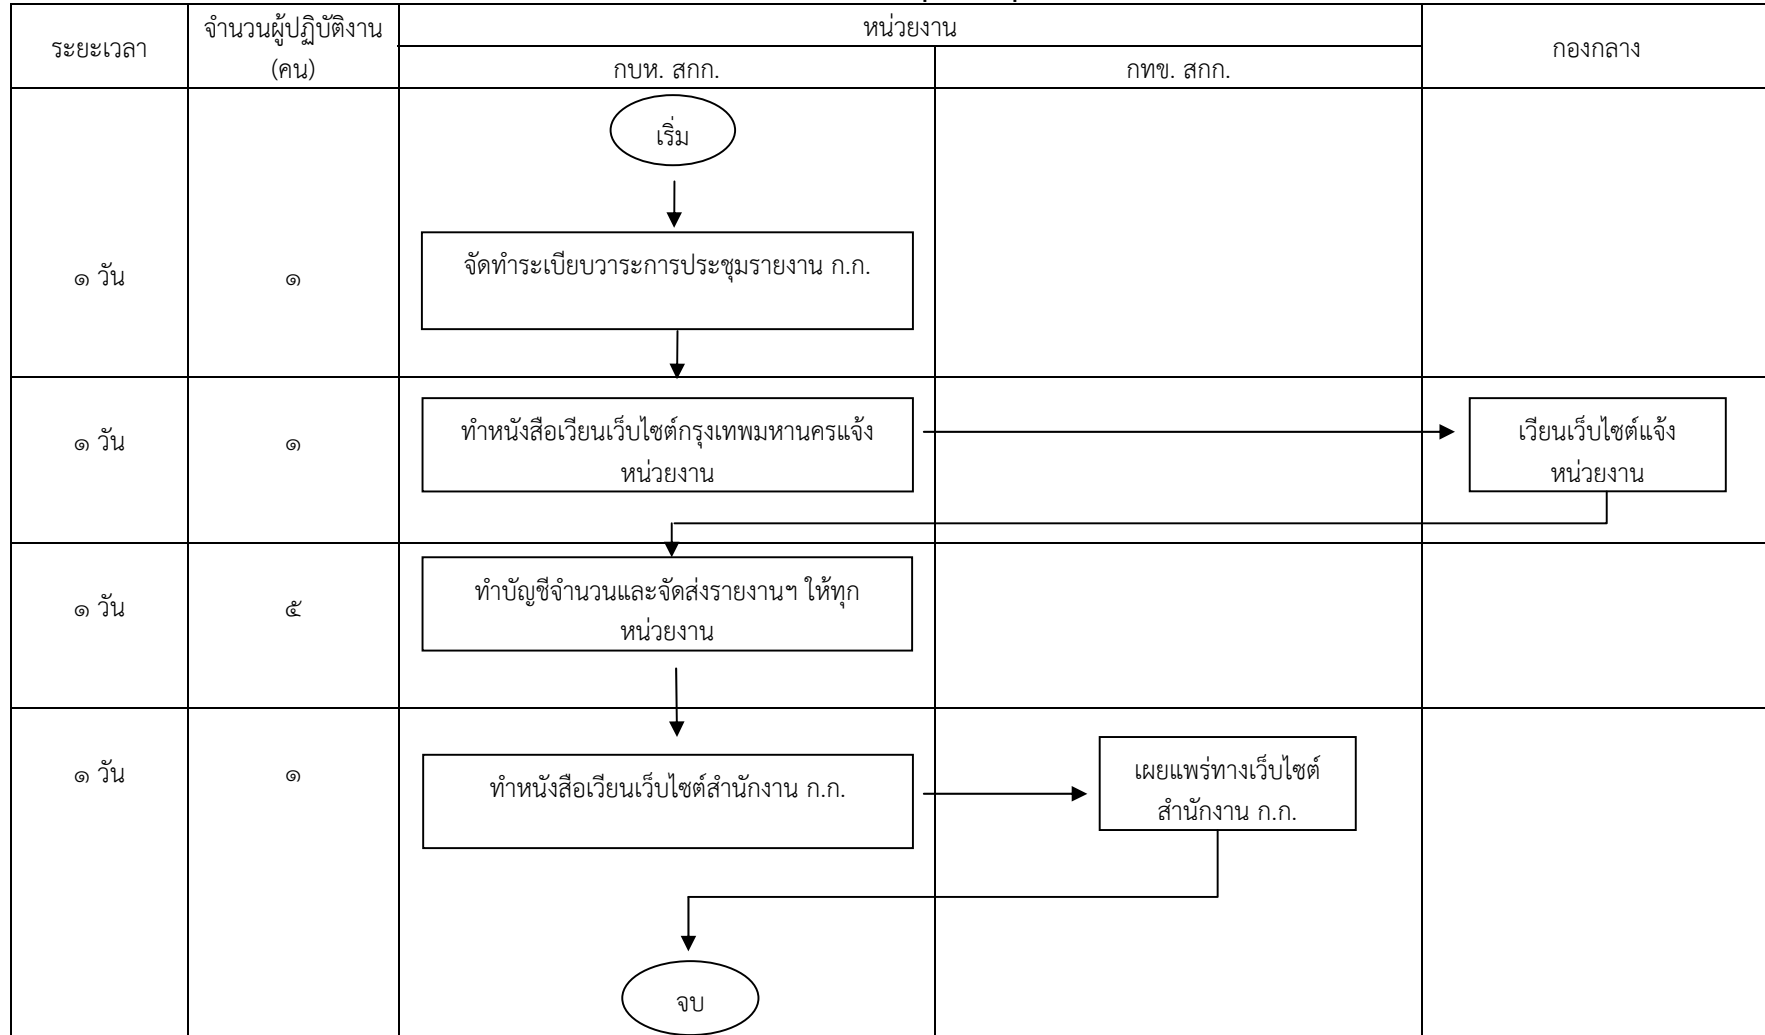 ระยะเวลา
จำนวนผู้ปฏิบัติงาน
(คน)
หน่วยงาน
กองกลาง
กบห. สกก.
กทข. สกก.
เริ่ม
๑ วัน
๑
จัดทำระเบียบวาระการประชุมรายงาน ก.ก.
๑ วัน
๑
ทำหนังสือเวียนเว็บไซต์กรุงเทพมหานครแจ้ง
หน่วยงาน
เวียนเว็บไซต์แจ้ง
หน่วยงาน
๑ วัน
๕
ทำบัญชีจำนวนและจัดส่งรายงานฯ ให้ทุก
หน่วยงาน
๑ วัน
๑
ทำหนังสือเวียนเว็บไซต์สำนักงาน ก.ก.
เผยแพร่ทางเว็บไซต์
สำนักงาน ก.ก.
จบ